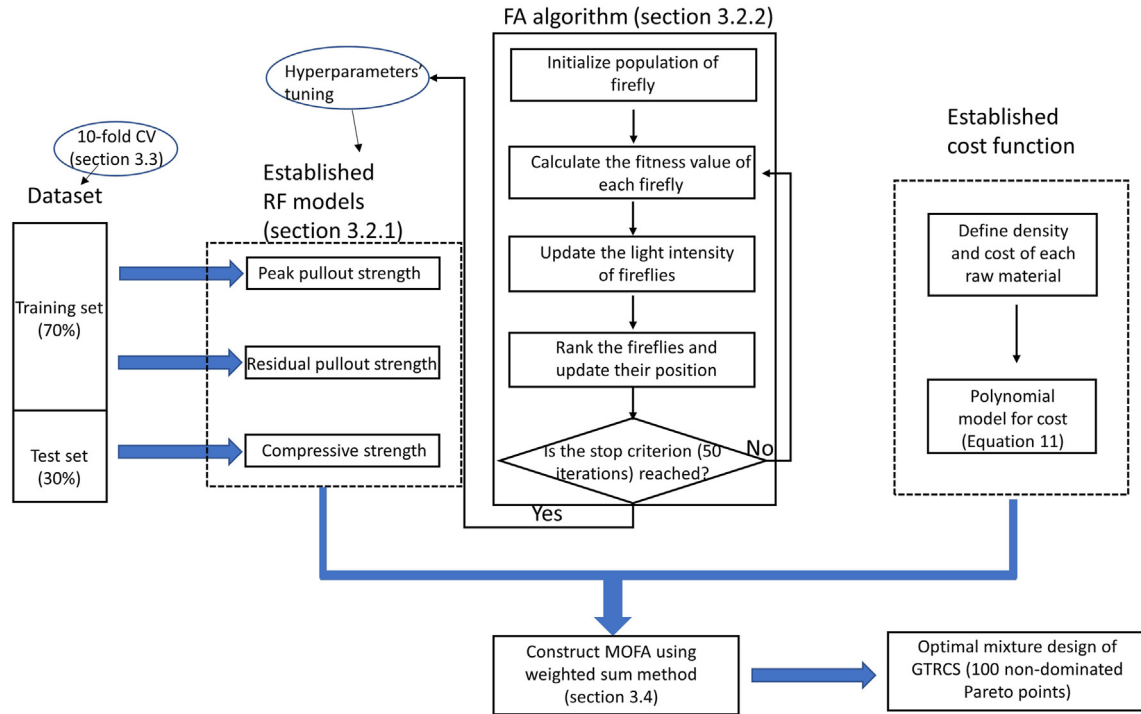 FA algorithm (section 3.2.2)
Initialize population of
firefly
Hyperparameters'
tuning
10-fold CV
(section 3.3)
Dataset
Established
RF models
(section 3.2.1)
Calculate the fitness value of
each firefly
Established
cost function
Training set
(70%)
Test set
(30%)
Peak pullout strength
Residual pullout strength
Compressive strength
Update the light intensity
of fireflies
Rank the fireflies and
update their position
Is the stop criterion (50
iterations) reached?
No
Yes
Define density
and cost of each
raw material
Polynomial
model for cost
(Equation 11)
Construct MOFA using
weighted sum method
(section 3.4)
Optimal mixture design of
GTRCS (100 non-dominated
Pareto points)